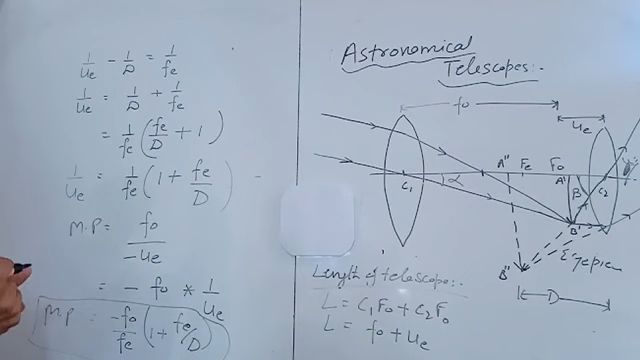 1/ue - 1/D = 1/fe
1/ue = 1/D + 1/fe
= 1/fe (fe/D + 1)
1/ue = 1/fe (1 + fe/D)
M.P = fo/-ue
= - fo * 1/ue
M.P = -fo/fe (1 + fe/D)
Astronomical
Telescopes:-
fo
ue
A" Fe Fo
A'
C1 α B C2
B'
B"
D
Length of telescope:-
L = C1Fo + C2Fo
L = fo + ue